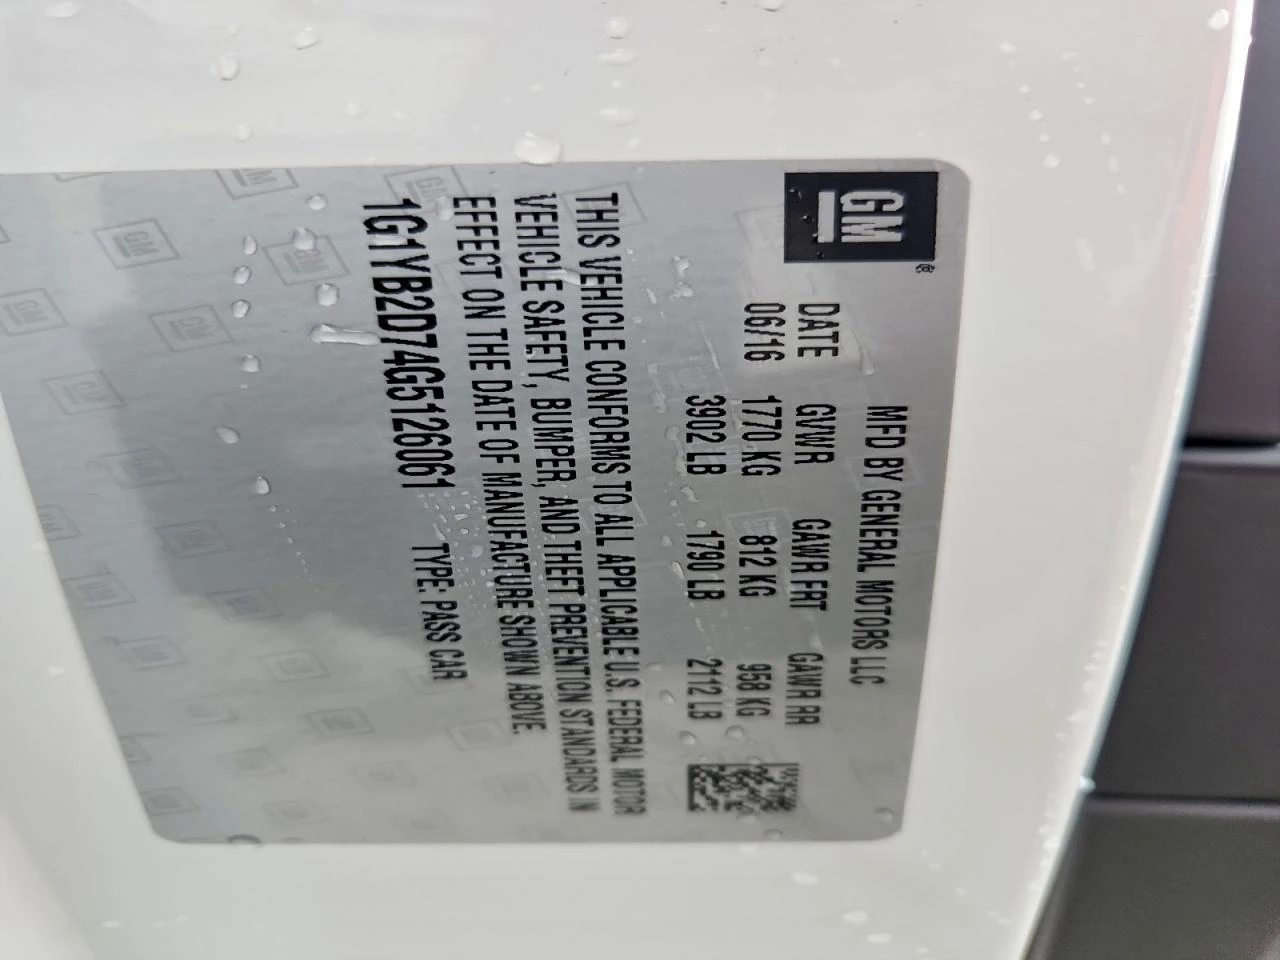 GM
MFD BY GENERAL MOTORS LLC
DATE GVWR GAWR FRT GAWR RR
06/16 1770 KG 812 KG 958 KG
3902 LB 1790 LB 2112 LB
THIS VEHICLE CONFORMS TO ALL APPLICABLE U.S. FEDERAL MOTOR
VEHICLE SAFETY, BUMPER, AND THEFT PREVENTION STANDARDS IN
EFFECT ON THE DATE OF MANUFACTURE SHOWN ABOVE.
1G1YB2D74G5126061 TYPE: PASS CAR